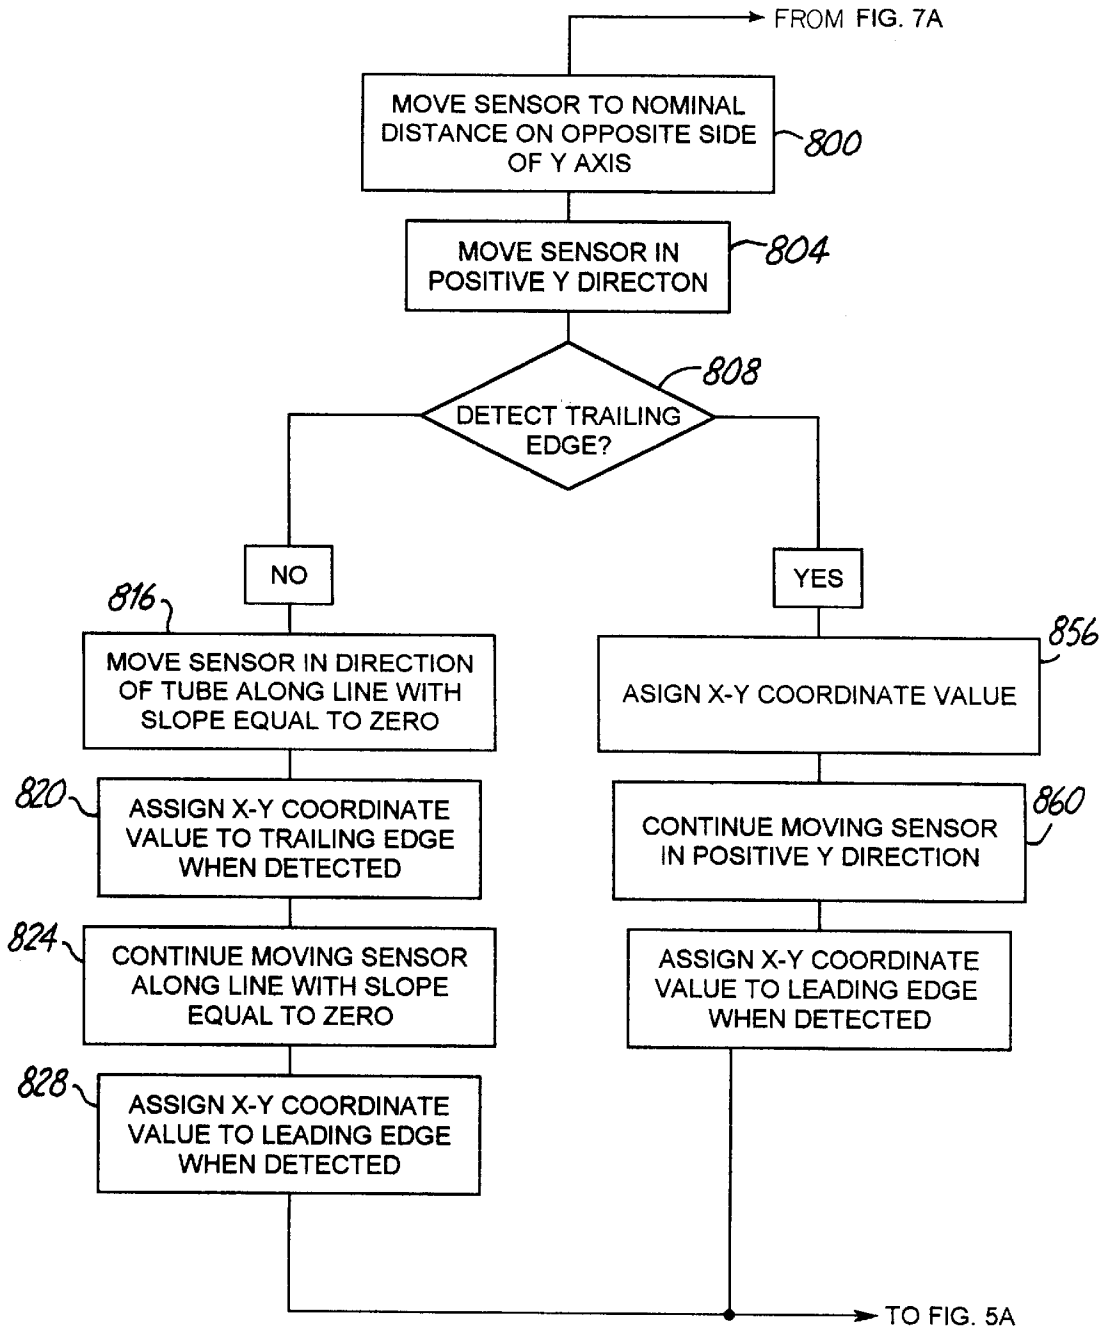 FROM FIG. 7A
MOVE SENSOR TO NOMINAL
DISTANCE ON OPPOSITE SIDE
OF Y AXIS
800
MOVE SENSOR IN
POSITIVE Y DIRECTON
804
DETECT TRAILING
EDGE?
808
NO
YES
816
MOVE SENSOR IN DIRECTION
OF TUBE ALONG LINE WITH
SLOPE EQUAL TO ZERO
856
ASIGN X-Y COORDINATE VALUE
820
ASSIGN X-Y COORDINATE
VALUE TO TRAILING EDGE
WHEN DETECTED
860
CONTINUE MOVING SENSOR
IN POSITIVE Y DIRECTION
824
CONTINUE MOVING SENSOR
ALONG LINE WITH SLOPE
EQUAL TO ZERO
ASSIGN X-Y COORDINATE
VALUE TO LEADING EDGE
WHEN DETECTED
828
ASSIGN X-Y COORDINATE
VALUE TO LEADING EDGE
WHEN DETECTED
TO FIG. 5A